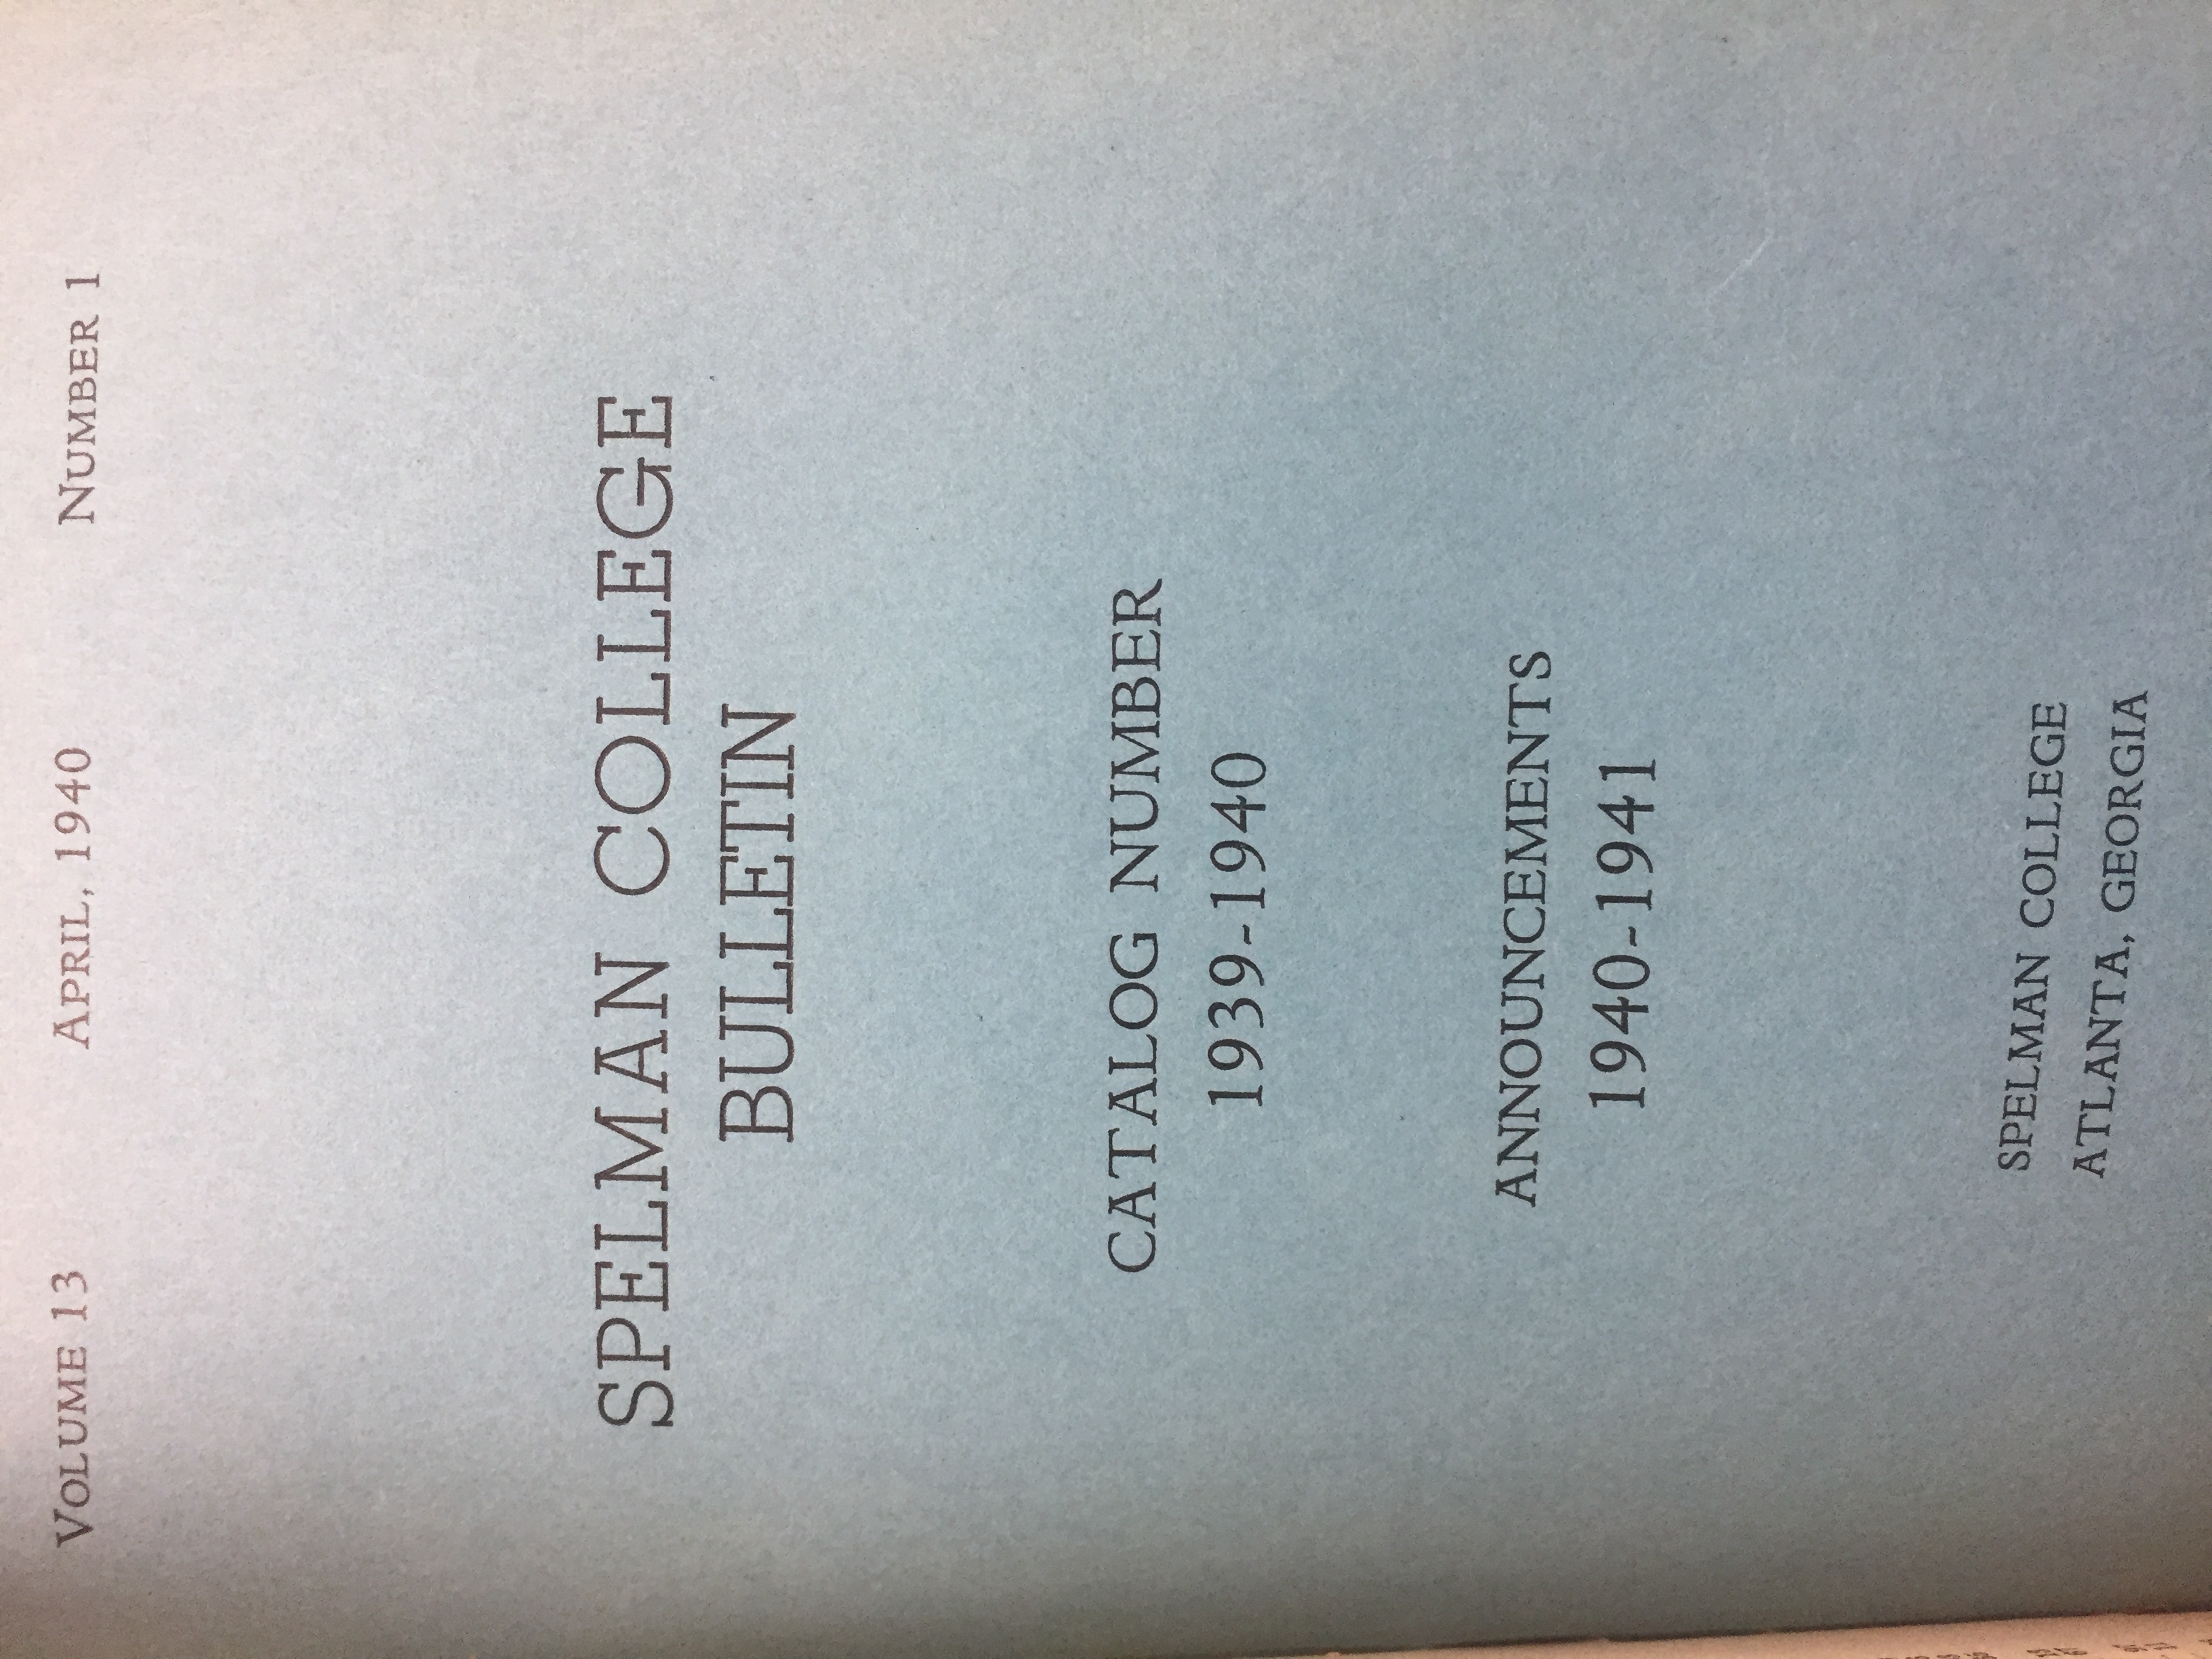 VOLUME 13 APRIL, 1940 NUMBER 1
SPELMAN COLLEGE
BULLETIN
CATALOG NUMBER
1939-1940
ANNOUNCEMENTS
1940-1941
SPELMAN COLLEGE
ATLANTA, GEORGIA